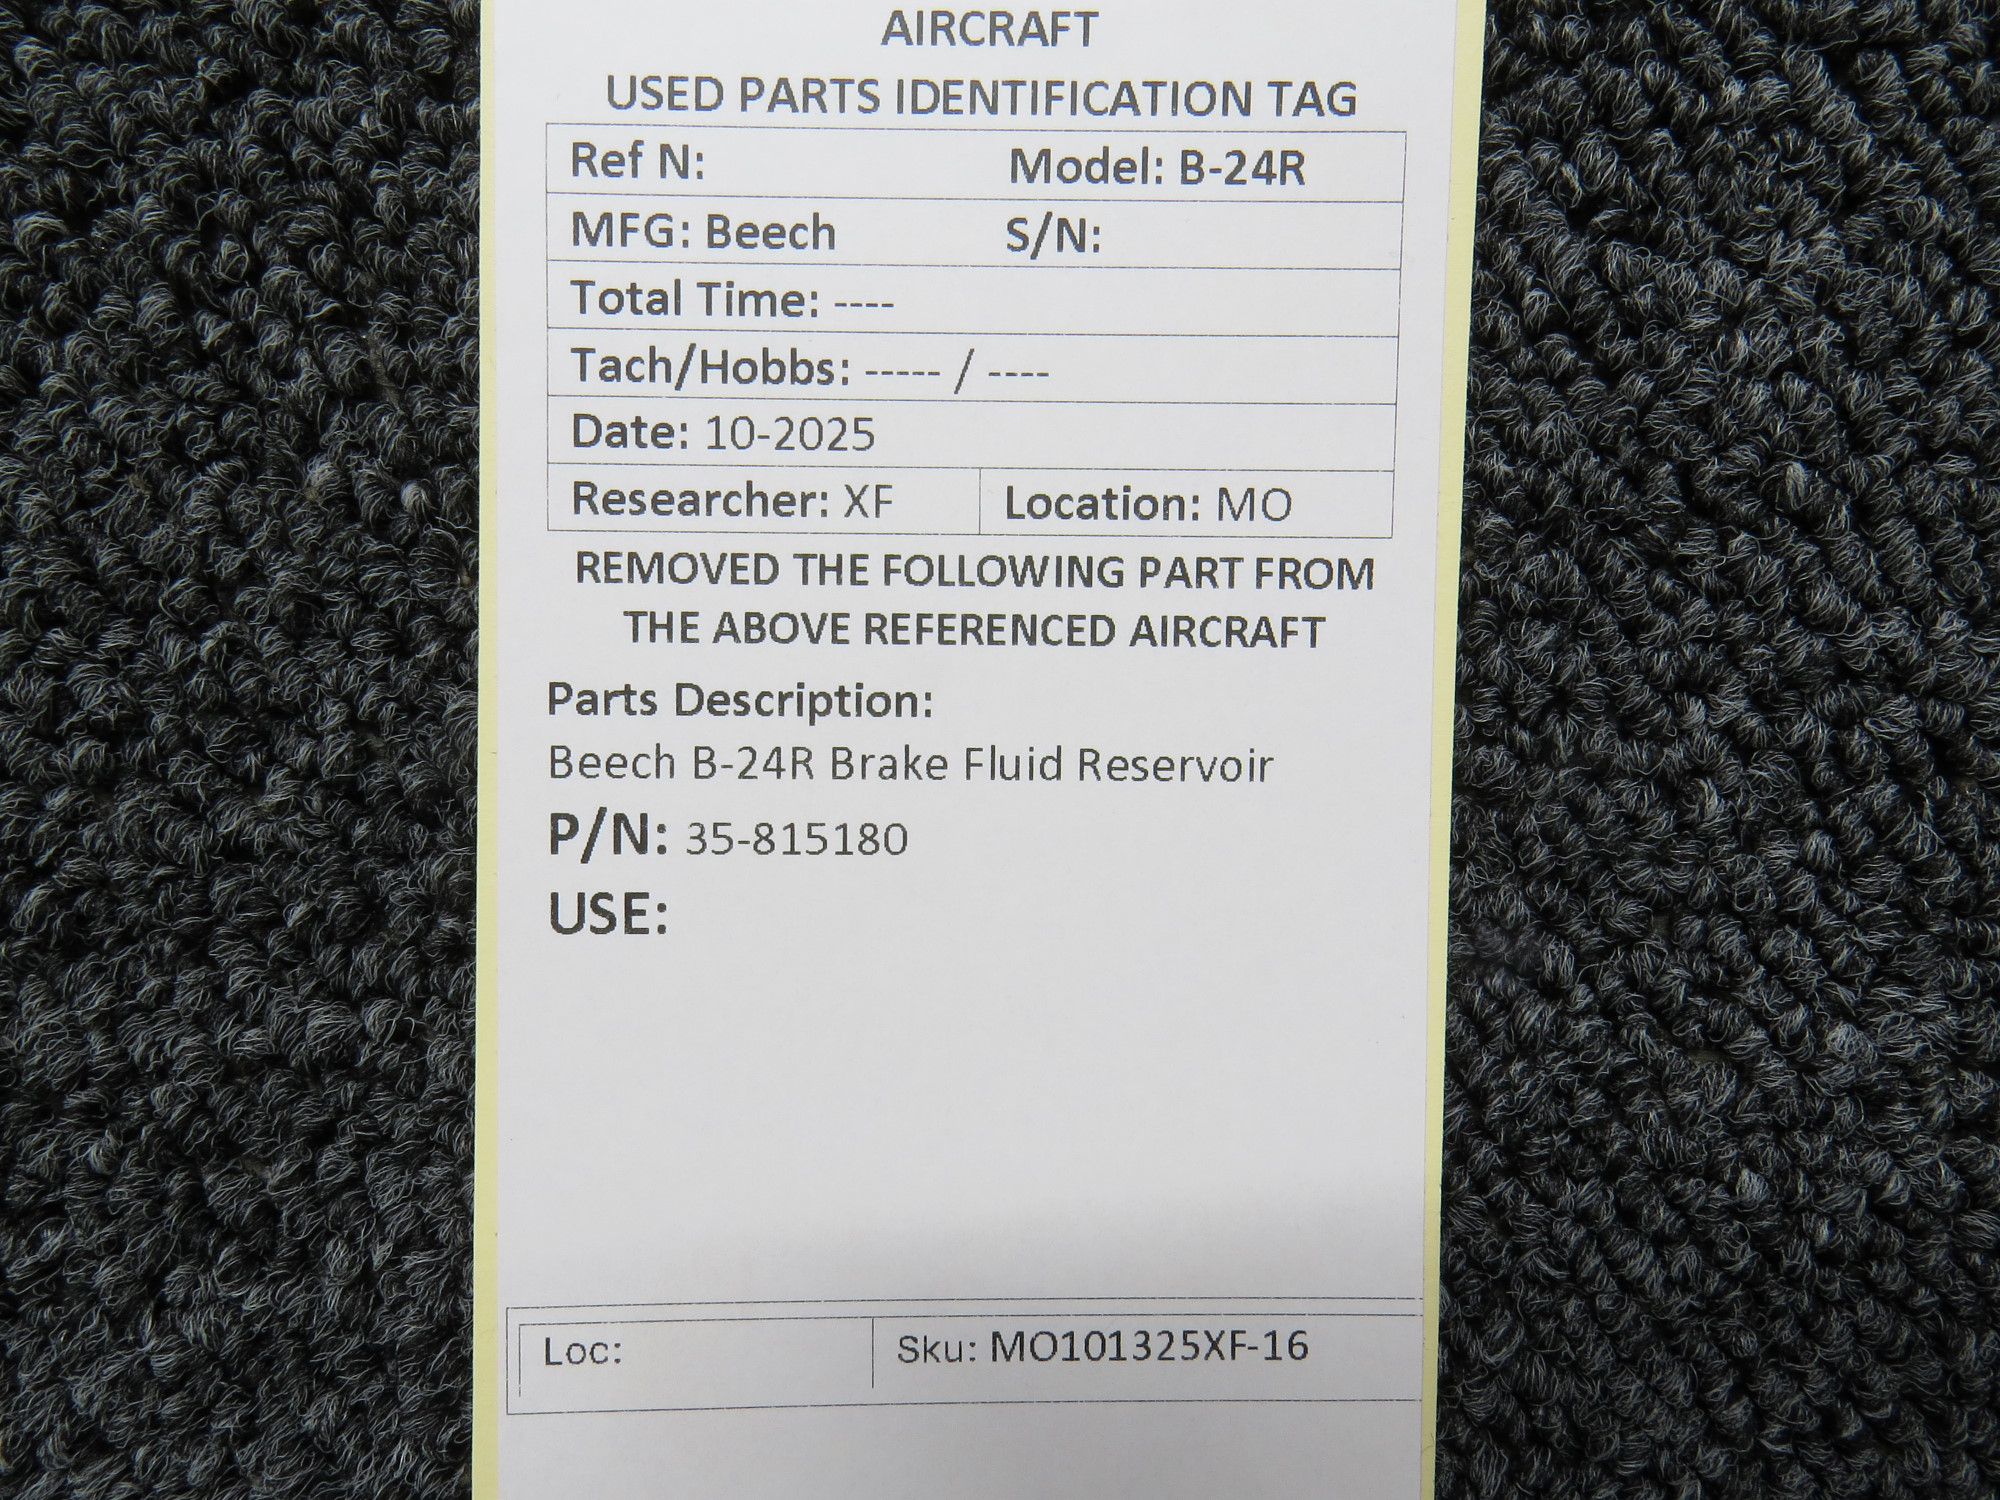 AIRCRAFT
USED PARTS IDENTIFICATION TAG
Ref N: Model: B-24R
MFG: Beech S/N:
Total Time: ----
Tach/Hobbs: ----- / ----
Date: 10-2025
Researcher: XF Location: MO
REMOVED THE FOLLOWING PART FROM
THE ABOVE REFERENCED AIRCRAFT
Parts Description:
Beech B-24R Brake Fluid Reservoir
P/N: 35-815180
USE:
Loc: Sku: MO101325XF-16